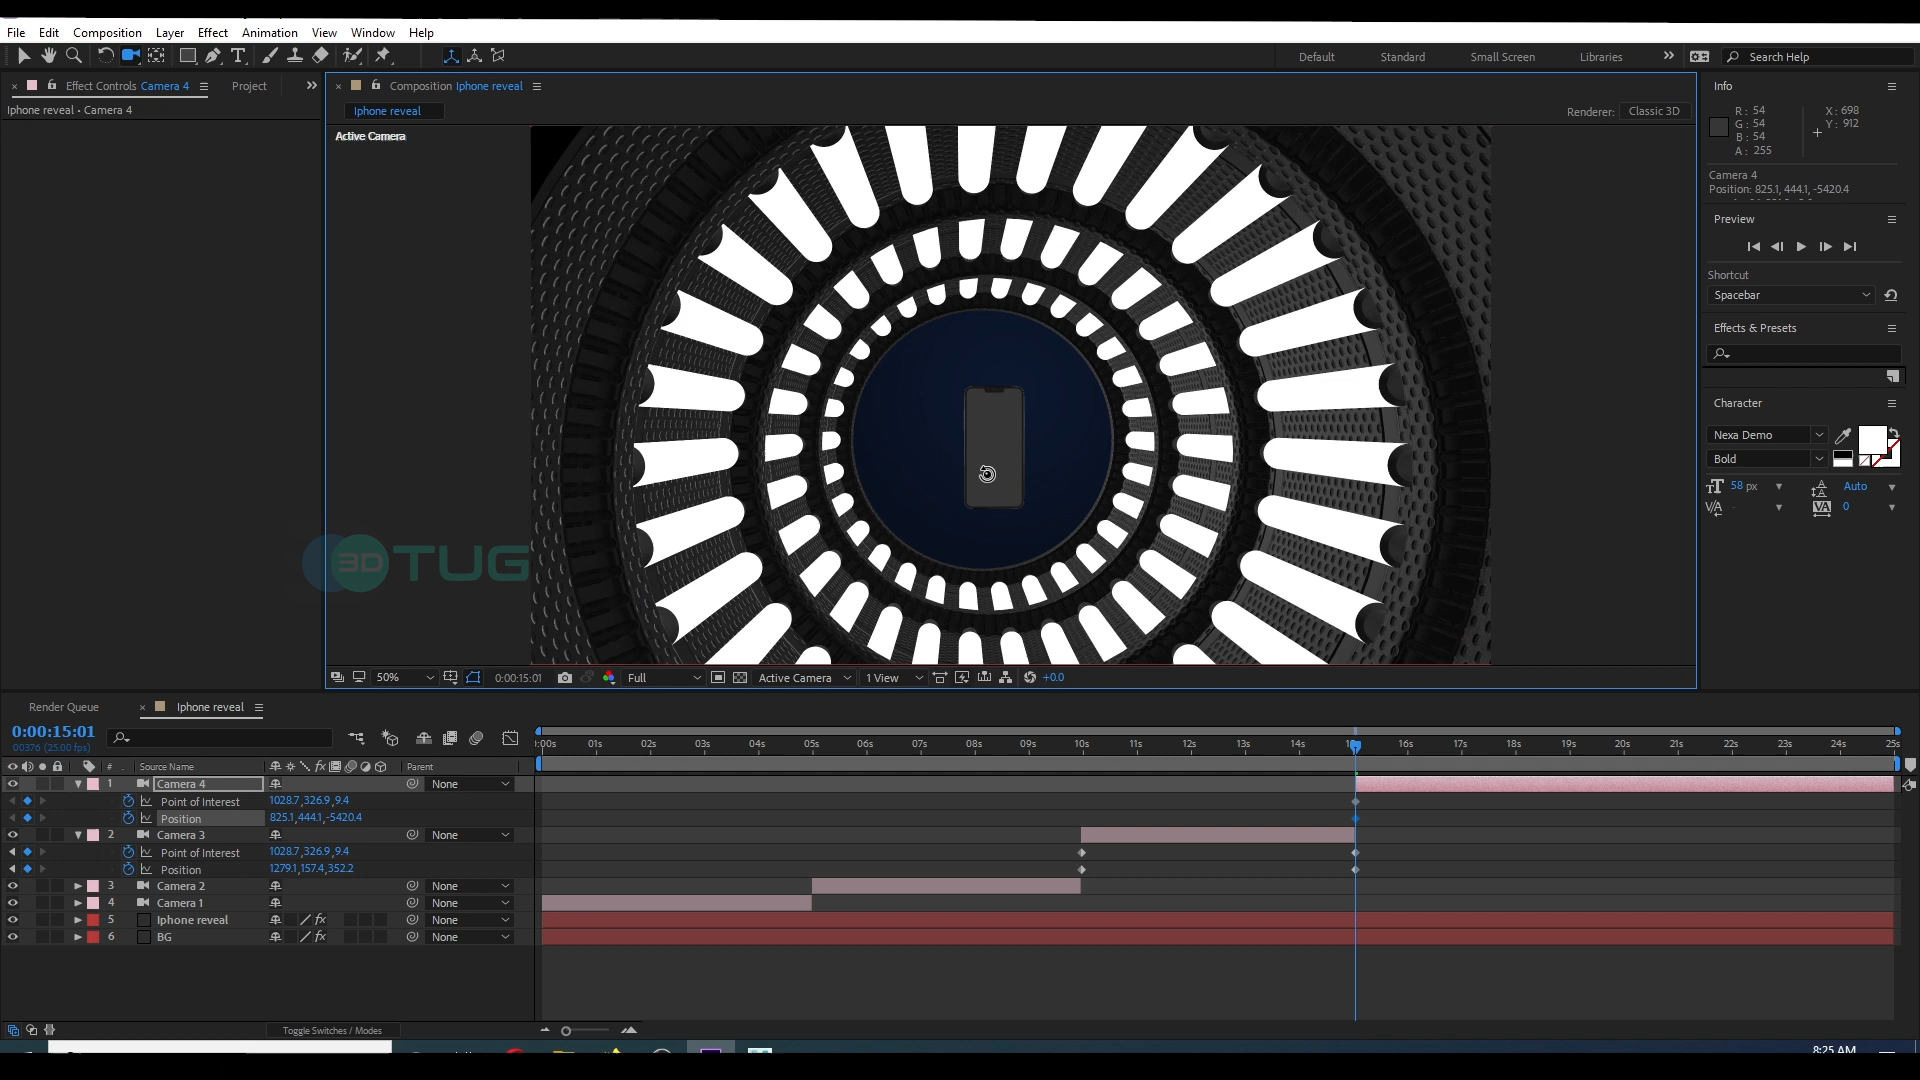 File Edit Composition Layer Effect Animation View Window Help
Default Standard Small Screen Libraries Search Help
Effect Controls Camera 4 Project
Composition Iphone reveal
Info
Iphone reveal • Camera 4
Iphone reveal
Renderer: Classic 3D
Active Camera
R: 54
G: 54
B: 54
A: 255
X: 698
Y: 912
Camera 4
Position: 825.1, 444.1, -5420.4
Preview
Shortcut
Spacebar
Effects & Presets
Character
Nexa Demo
Bold
58 px
Auto
0
3D TUG
50% 0:00:15:01 Full Active Camera 1 View +0.0
Render Queue Iphone reveal
0:00:15:01
00376 (25.00 fps)
:00s 01s 02s 03s 04s 05s 06s 07s 08s 09s 10s 11s 12s 13s 14s 16s 17s 18s 19s 20s 21s 22s 23s 24s 25s
# Source Name fx Parent
1 Camera 4 None
Point of Interest 1028.7,326.9,9.4
Position 825.1,444.1,-5420.4
2 Camera 3 None
Point of Interest 1028.7,326.9,9.4
Position 1279.1,157.4,352.2
3 Camera 2 None
4 Camera 1 None
5 Iphone reveal fx None
6 BG fx None
Toggle Switches / Modes
8:25 AM